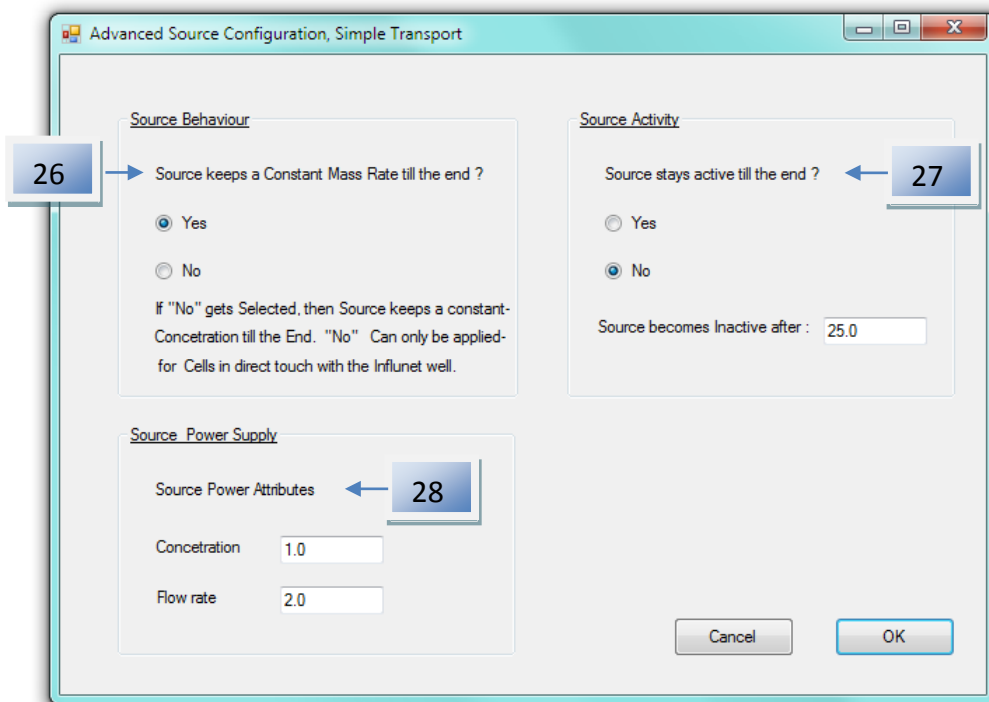 Advanced Source Configuration, Simple Transport
Source Behaviour
26
Source keeps a Constant Mass Rate till the end ?
Yes
No
If "No" gets Selected, then Source keeps a constant-
Concetration till the End. "No" Can only be applied-
for Cells in direct touch with the Influnet well.
Source Activity
Source stays active till the end ?
27
Yes
No
Source becomes Inactive after : 25.0
Source Power Supply
Source Power Attributes
28
Concetration 1.0
Flow rate 2.0
Cancel OK